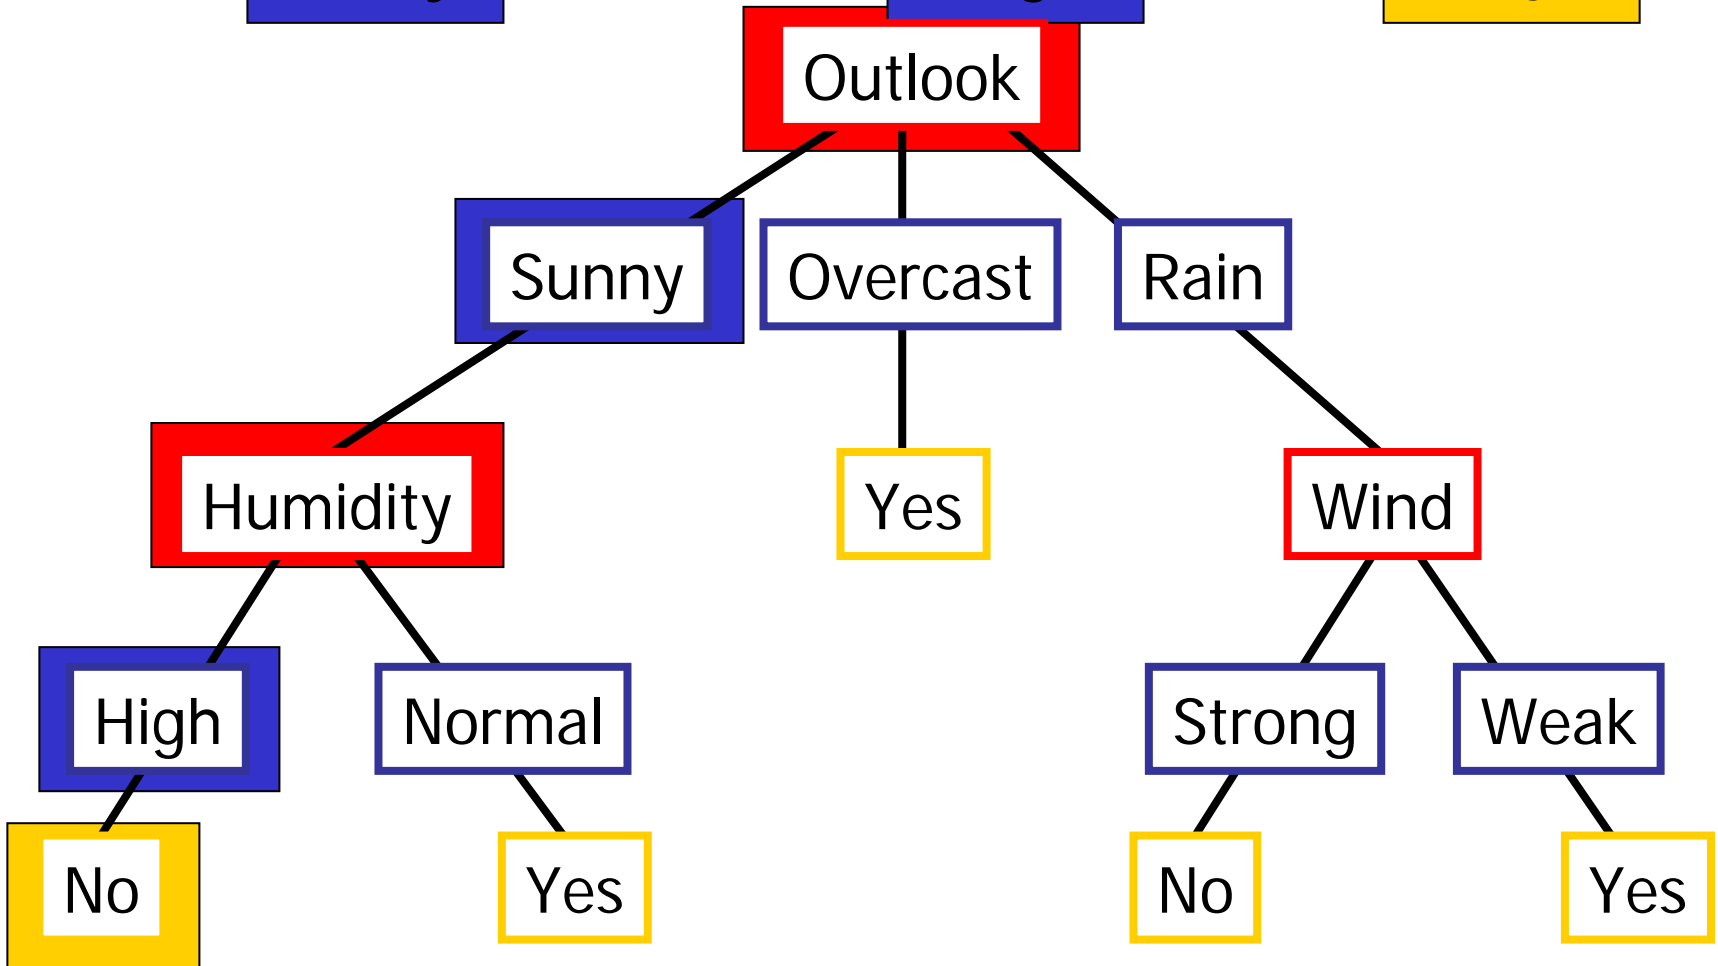 Outlook
Sunny
Overcast
Rain
Humidity
Yes
Wind
High
Normal
Strong
Weak
No
Yes
No
Yes